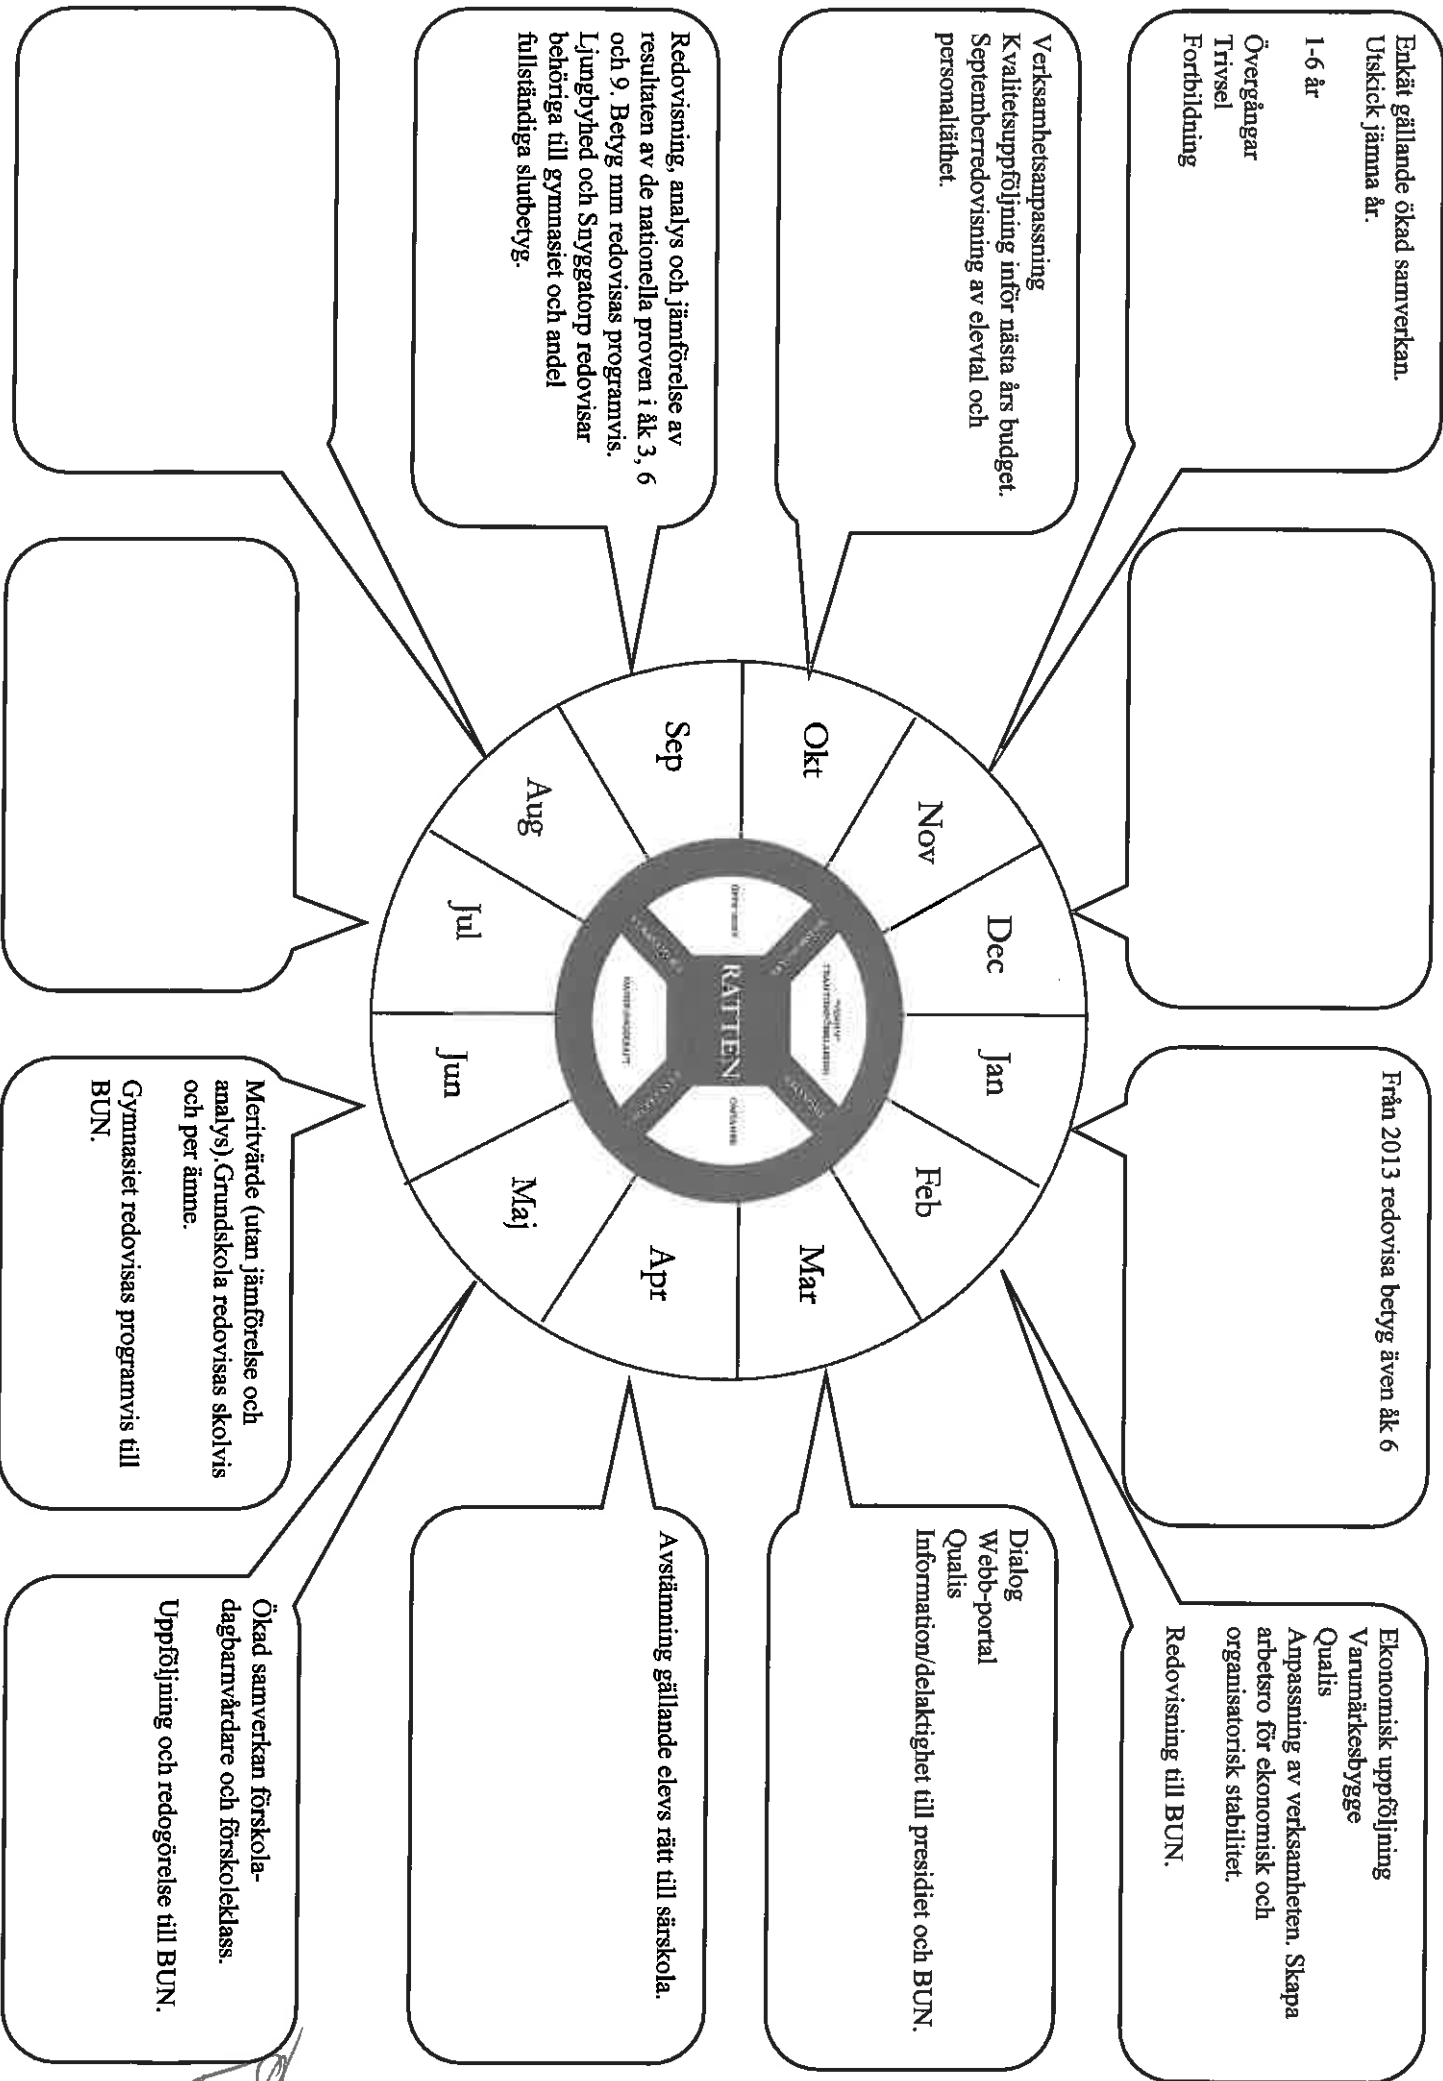 Enkät gällande ökad samverkan.
Utskick jämna år.
1-6 år
Övergångar
Trivsel
Fortbildning
Från 2013 redovisa betyg även åk 6
Ekonomisk uppföljning
Varumärkesbygge
Qualis
Anpassning av verksamheten. Skapa
arbetsro för ekonomisk och
organisatorisk stabilitet.
Redovisning till BUN.
Verksamhetsanpassning
Kvalitetsuppföljning inför nästa års budget.
Septemberredovisning av elevtal och
personaltäthet.
Dialog
Webb-portal
Qualis
Information/delaktighet till presidiet och BUN.
Redovisning, analys och jämförelse av
resultaten av de nationella proven i åk 3, 6
och 9. Betyg mm redovisas programvis.
Ljungbyhed och Snyggatorp redovisar
behöriga till gymnasiet och andel
fullständiga slutbetyg.
Avstämning gällande elevs rätt till särskola.
Meritvärde (utan jämförelse och
analys).Grundskola redovisas skolvis
och per ämne.
Gymnasiet redovisas programvis till
BUN.
Ökad samverkan förskola-
dagbarnvårdare och förskoleklass.
Uppföljning och redogörelse till BUN.
Dec
Jan
Nov
Feb
Okt
Mar
RATTEN
Sep
Apr
Aug
Maj
Jul
Jun